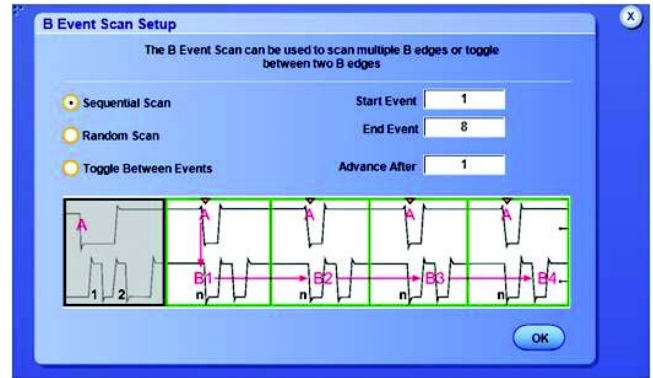 B Event Scan Setup
X
The B Event Scan can be used to scan multiple B edges or toggle
between two B edges
Sequential Scan
Start Event 1
Random Scan
End Event 8
Toggle Between Events
Advance After 1
A A A A A
B1 B2 B3 B4
1 2 n n n n
OK